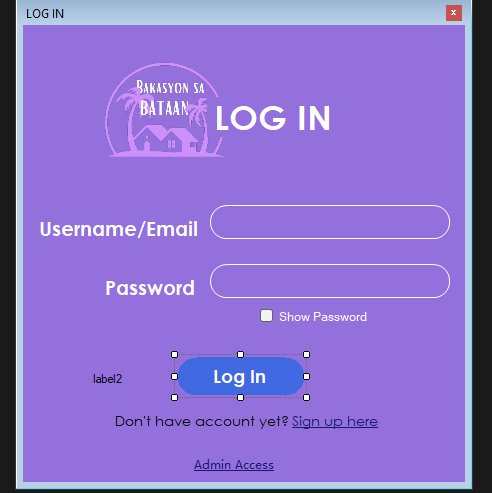 LOG IN
x
BAKASYON SA
BATAAN
LOG IN
Username/Email
Password
Show Password
Log In
label2
Don't have account yet? Sign up here
Admin Access